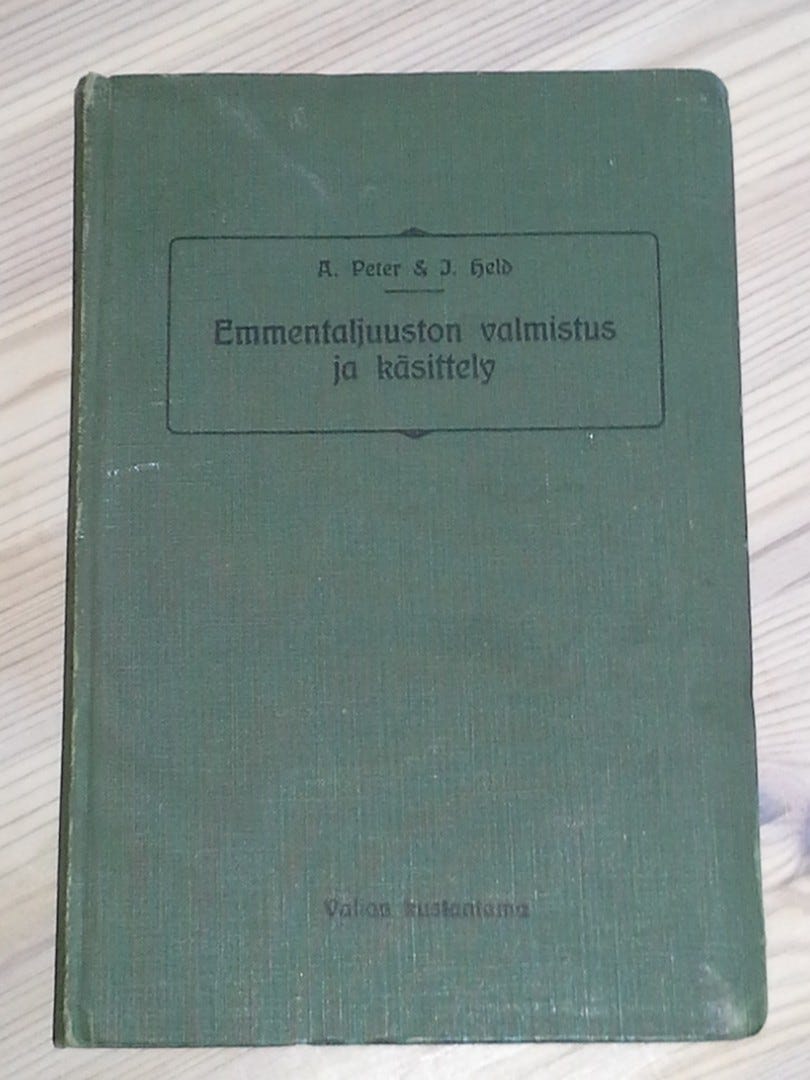 A. Peter & J. Held
Emmentaljuuston valmistus
ja käsittely
Valion kustantama